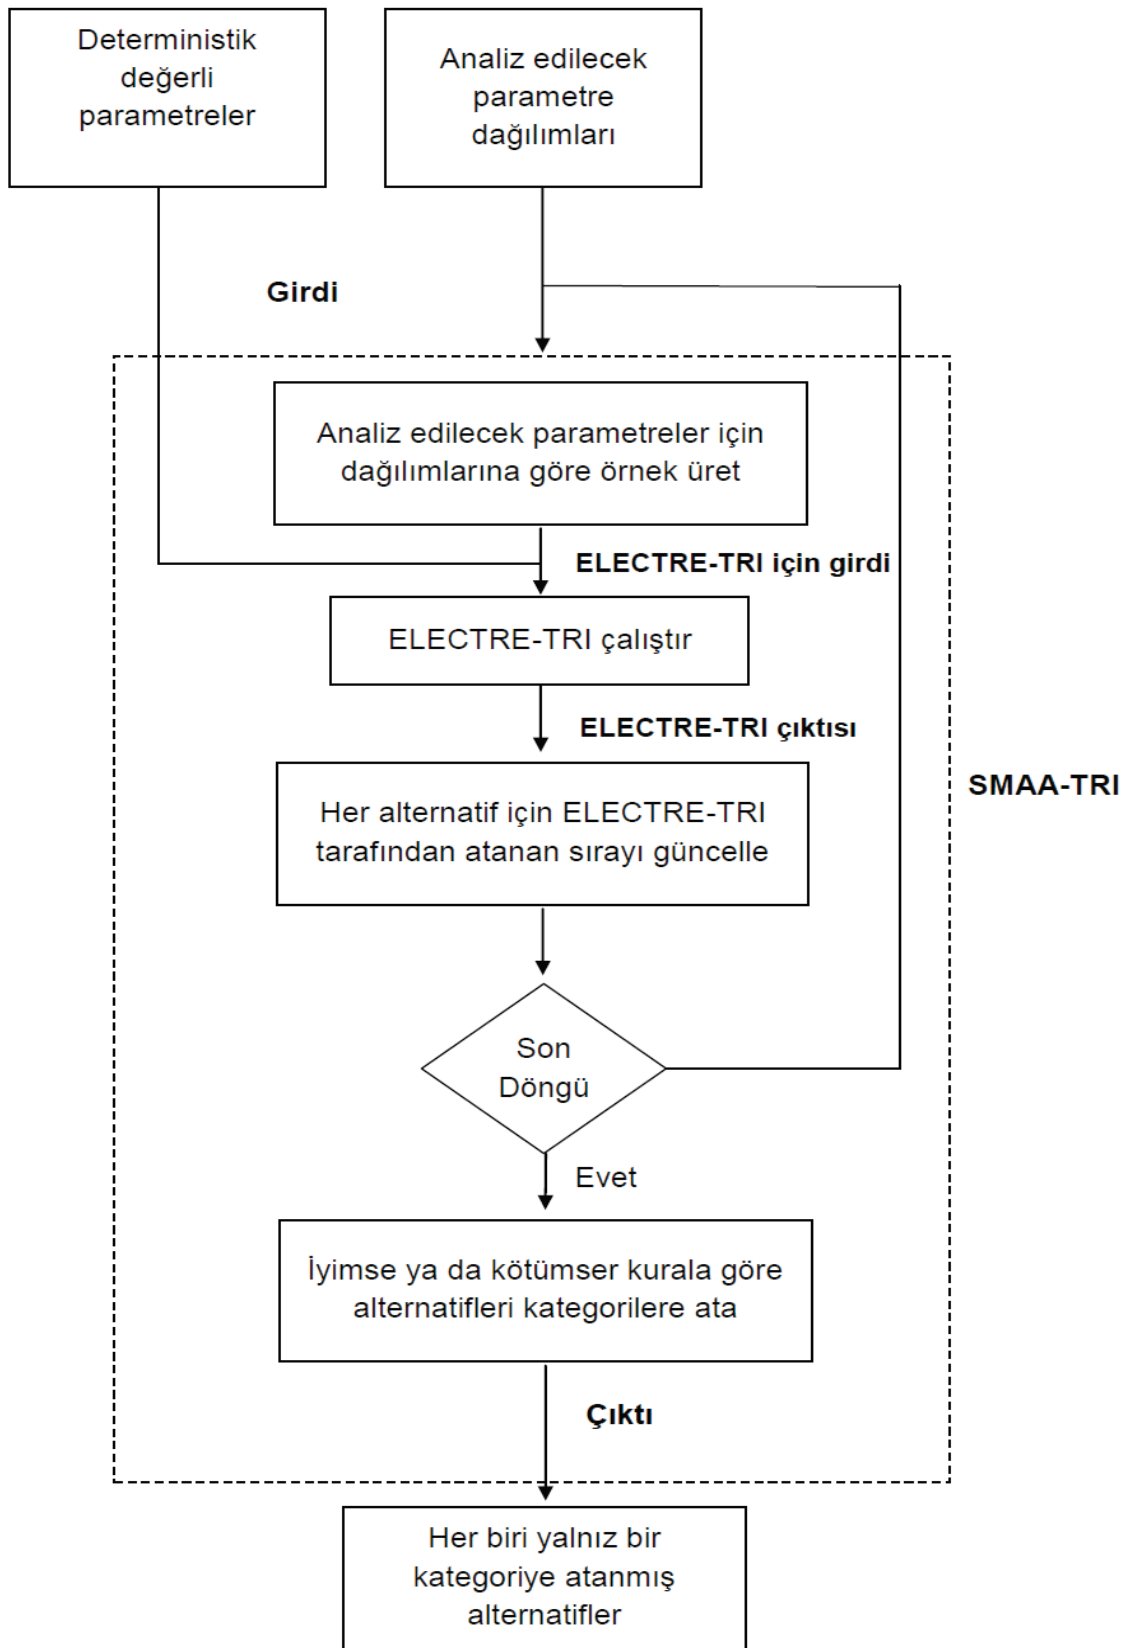 Deterministik
değerli
parametreler
Analiz edilecek
parametre
dağılımları
Girdi
Analiz edilecek parametreler için
dağılımlarına göre örnek üret
ELECTRE-TRI için girdi
ELECTRE-TRI çalıştır
ELECTRE-TRI çıktısı
Her alternatif için ELECTRE-TRI
tarafından atanan sırayı güncelle
SMAA-TRI
Son
Döngü
Evet
İyimse ya da kötümser kurala göre
alternatifleri kategorilere ata
Çıktı
Her biri yalnız bir
kategoriye atanmış
alternatifler